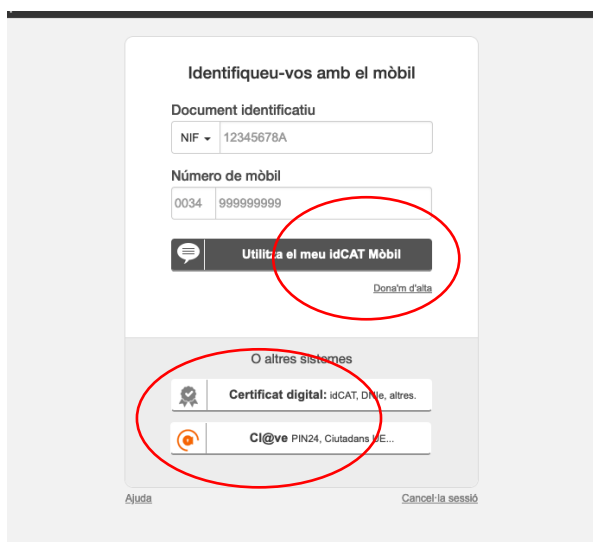 Identifiqueu-vos amb el mòbil
Document identificatiu
NIF 12345678A
Número de mòbil
0034 999999999
Utilitza el meu idCAT Mòbil
Dona'm d'alta
O altres sistemes
Certificat digital: idCAT, DNIe, altres.
Cl@ve PIN24, Ciutadans UE...
Ajuda
Cancel·la sessió